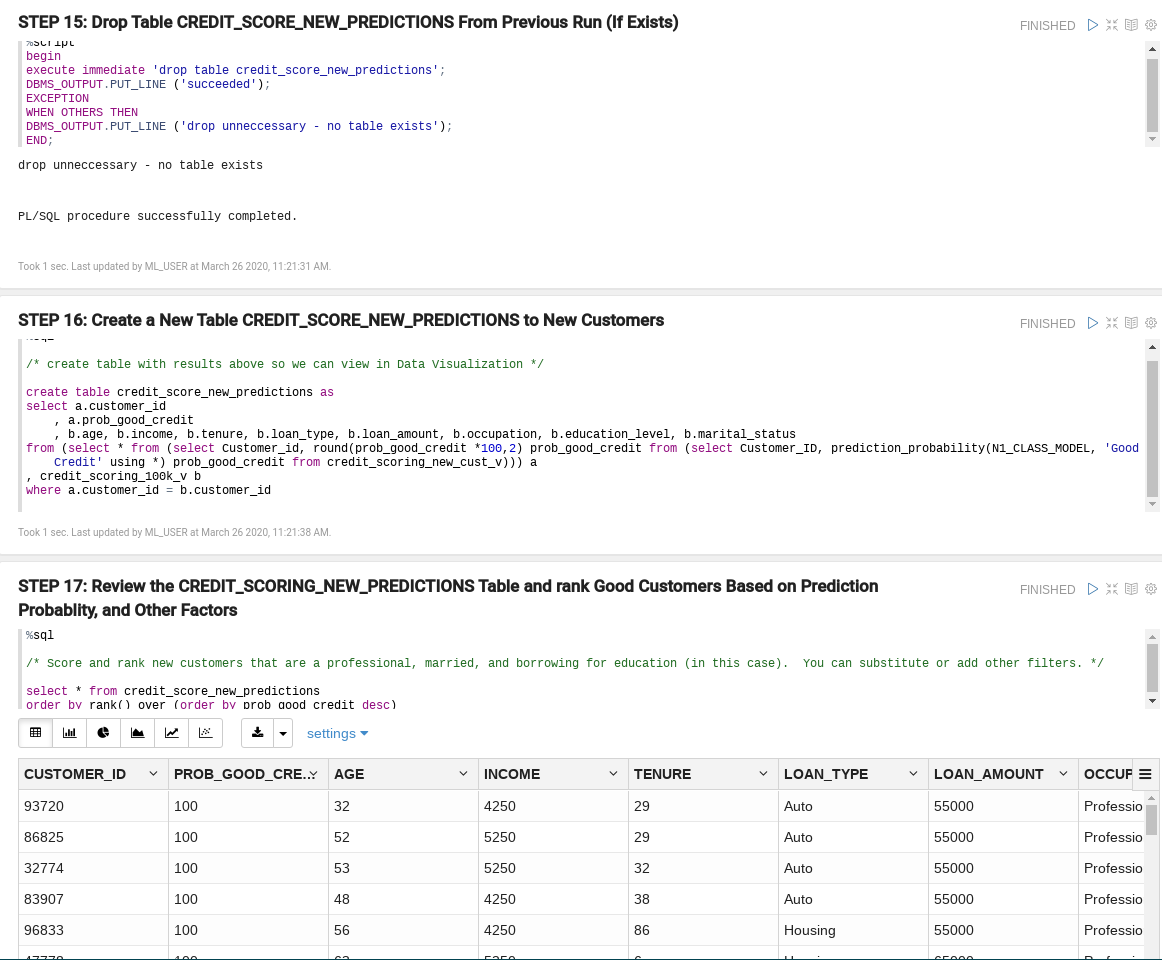 STEP 15: Drop Table CREDIT_SCORE_NEW_PREDICTIONS From Previous Run (If Exists)
FINISHED
%script
begin
execute immediate 'drop table credit_score_new_predictions';
DBMS_OUTPUT.PUT_LINE ('succeeded');
EXCEPTION
WHEN OTHERS THEN
DBMS_OUTPUT.PUT_LINE ('drop unneccessary - no table exists');
END;
drop unneccessary - no table exists
PL/SQL procedure successfully completed.
Took 1 sec. Last updated by ML_USER at March 26 2020, 11:21:31 AM.
STEP 16: Create a New Table CREDIT_SCORE_NEW_PREDICTIONS to New Customers
FINISHED
/* create table with results above so we can view in Data Visualization */
create table credit_score_new_predictions as
select a.customer_id
, a.prob_good_credit
, b.age, b.income, b.tenure, b.loan_type, b.loan_amount, b.occupation, b.education_level, b.marital_status
from (select * from (select Customer_id, round(prob_good_credit *100,2) prob_good_credit from (select Customer_ID, prediction_probability(N1_CLASS_MODEL, 'Good
Credit' using *) prob_good_credit from credit_scoring_new_cust_v))) a
, credit_scoring_100k_v b
where a.customer_id = b.customer_id
Took 1 sec. Last updated by ML_USER at March 26 2020, 11:21:38 AM.
STEP 17: Review the CREDIT_SCORING_NEW_PREDICTIONS Table and rank Good Customers Based on Prediction
Probablity, and Other Factors
FINISHED
%sql
/* Score and rank new customers that are a professional, married, and borrowing for education (in this case).  You can substitute or add other filters. */
select * from credit_score_new_predictions
order by rank() over (order by prob_good_credit desc)
settings
CUSTOMER_ID PROB_GOOD_CRE... AGE INCOME TENURE LOAN_TYPE LOAN_AMOUNT OCCUP
93720 100 32 4250 29 Auto 55000 Professio
86825 100 52 5250 29 Auto 55000 Professio
32774 100 53 5250 32 Auto 55000 Professio
83907 100 48 4250 38 Auto 55000 Professio
96833 100 56 4250 86 Housing 55000 Professio